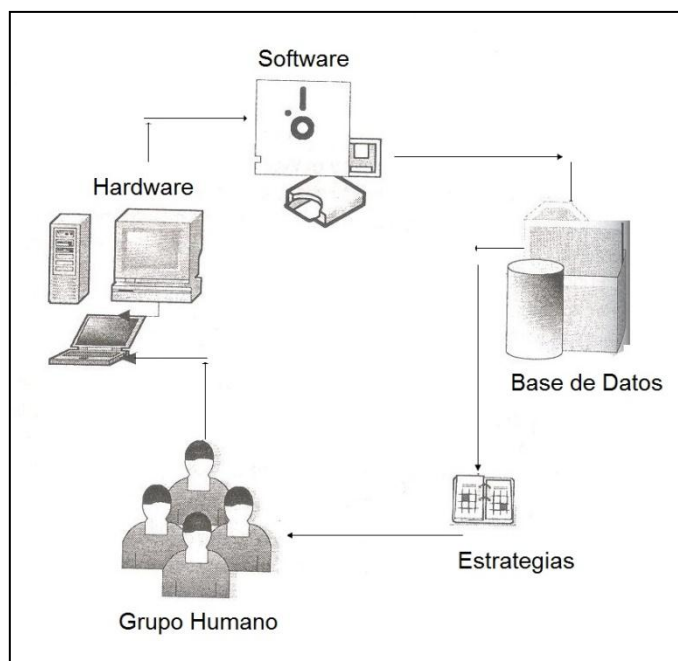 Software
Hardware
Base de Datos
Estrategias
Grupo Humano